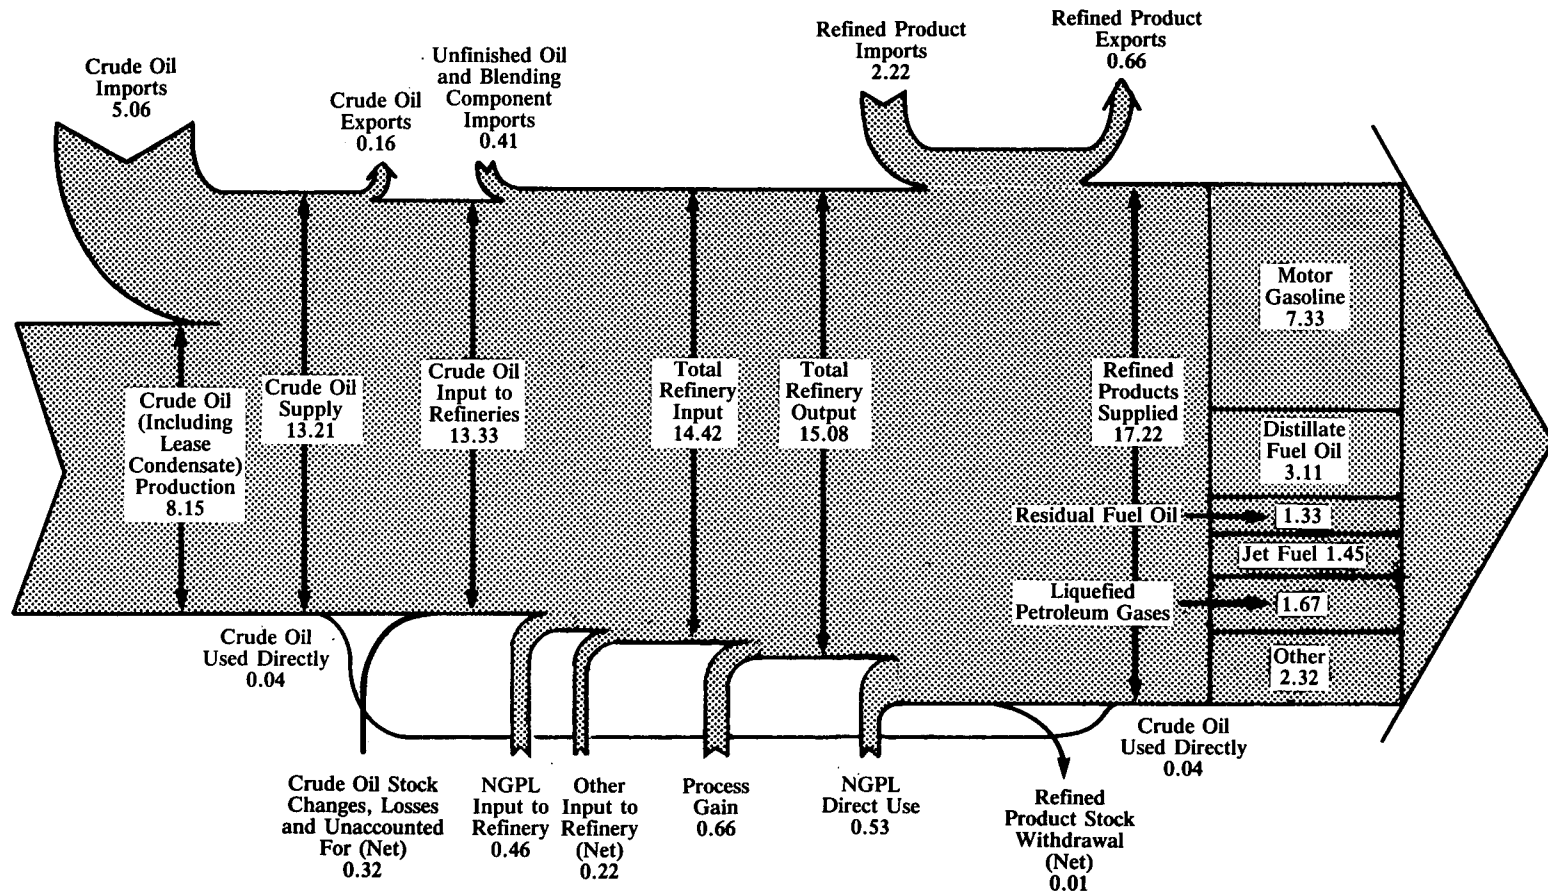 Crude Oil
Imports
5.06
Crude Oil
Exports
0.16
Unfinished Oil
and Blending
Component
Imports
0.41
Refined Product
Imports
2.22
Refined Product
Exports
0.66
Crude Oil
(Including
Lease
Condensate)
Production
8.15
Crude Oil
Supply
13.21
Crude Oil
Input to
Refineries
13.33
Total
Refinery
Input
14.42
Total
Refinery
Output
15.08
Refined
Products
Supplied
17.22
Motor
Gasoline
7.33
Distillate
Fuel Oil
3.11
Residual Fuel Oil
1.33
Jet Fuel 1.45
Liquefied
Petroleum Gases
1.67
Other
2.32
Crude Oil
Used Directly
0.04
Crude Oil Stock
Changes, Losses
and Unaccounted
For (Net)
0.32
NGPL
Input to
Refinery
0.46
Other
Input to
Refinery
(Net)
0.22
Process
Gain
0.66
NGPL
Direct Use
0.53
Refined
Product Stock
Withdrawal
(Net)
0.01
Crude Oil
Used Directly
0.04